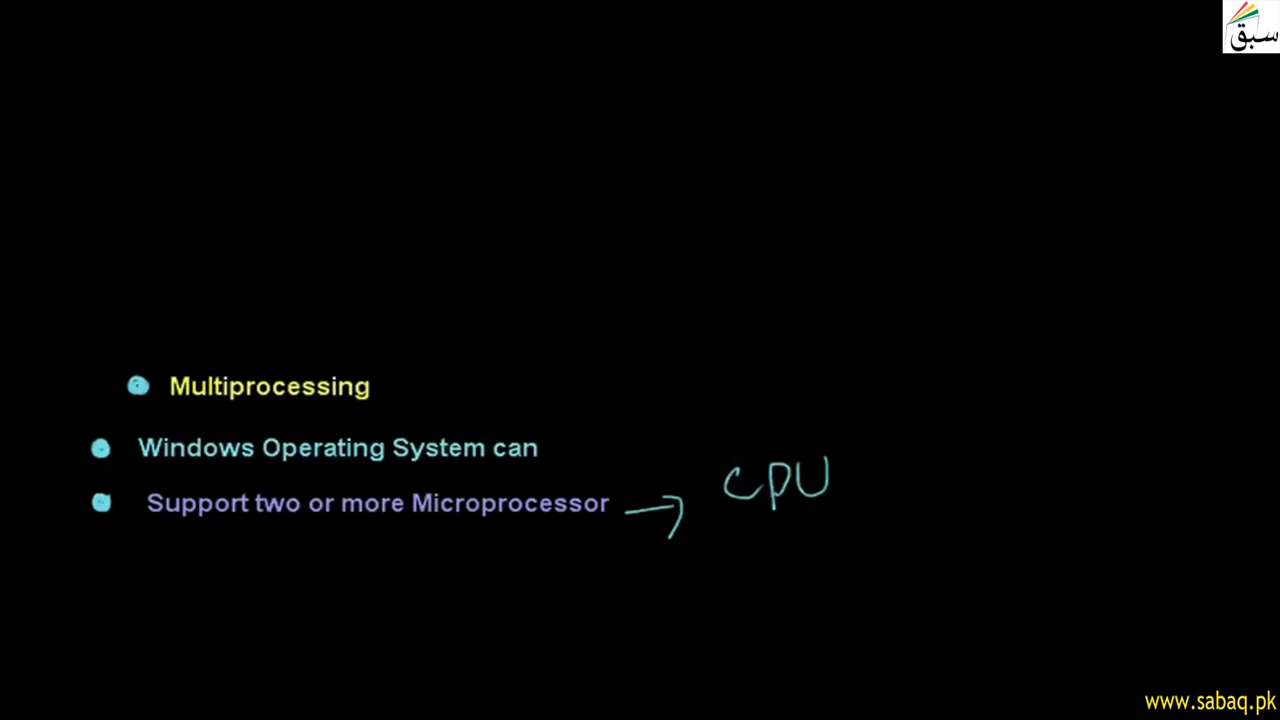 سبق
Multiprocessing
Windows Operating System can
Support two or more Microprocessor → CPU
www.sabaq.pk